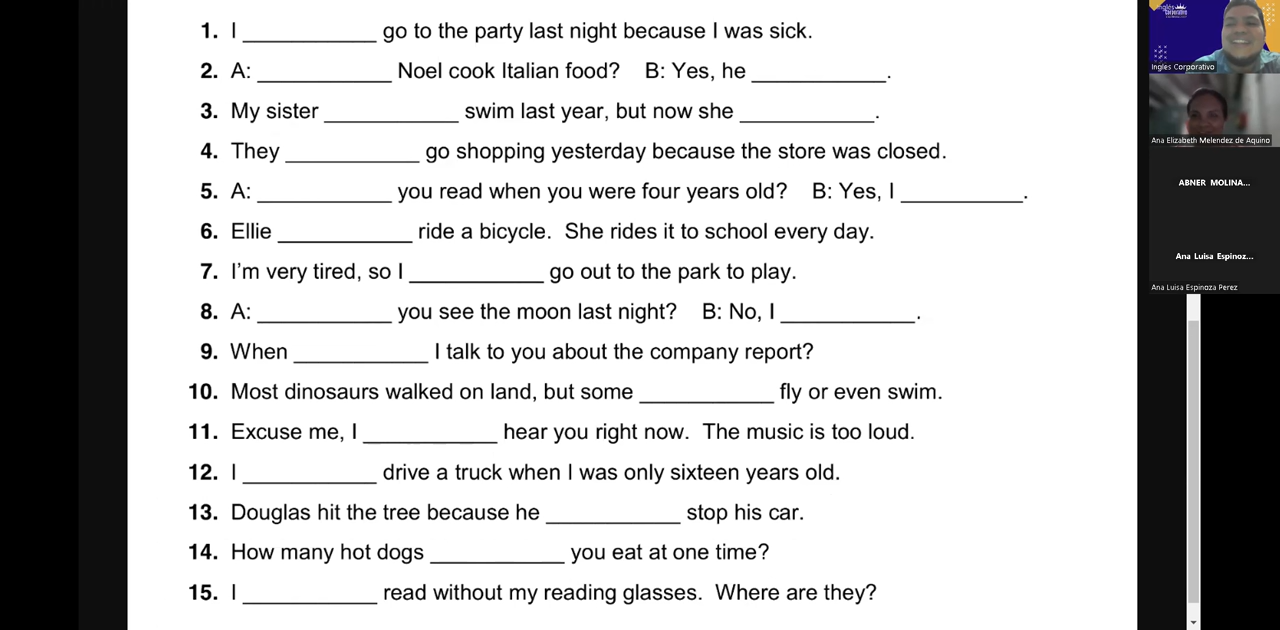 1. I ___________ go to the party last night because I was sick.
2. A: ___________ Noel cook Italian food? B: Yes, he ___________.
3. My sister ___________ swim last year, but now she ___________.
4. They ___________ go shopping yesterday because the store was closed.
5. A: ___________ you read when you were four years old? B: Yes, I __________.
6. Ellie ___________ ride a bicycle. She rides it to school every day.
7. I'm very tired, so I ___________ go out to the park to play.
8. A: ___________ you see the moon last night? B: No, I ___________.
9. When ___________ I talk to you about the company report?
10. Most dinosaurs walked on land, but some ___________ fly or even swim.
11. Excuse me, I ___________ hear you right now. The music is too loud.
12. I ___________ drive a truck when I was only sixteen years old.
13. Douglas hit the tree because he ___________ stop his car.
14. How many hot dogs ___________ you eat at one time?
15. I ___________ read without my reading glasses. Where are they?
Inglés
Corporativo
Inglés Corporativo
Ana Elizabeth Melendez de Aquino
ABNER MOLINA...
Ana Luisa Espinoz...
Ana Luisa Espinoza Perez